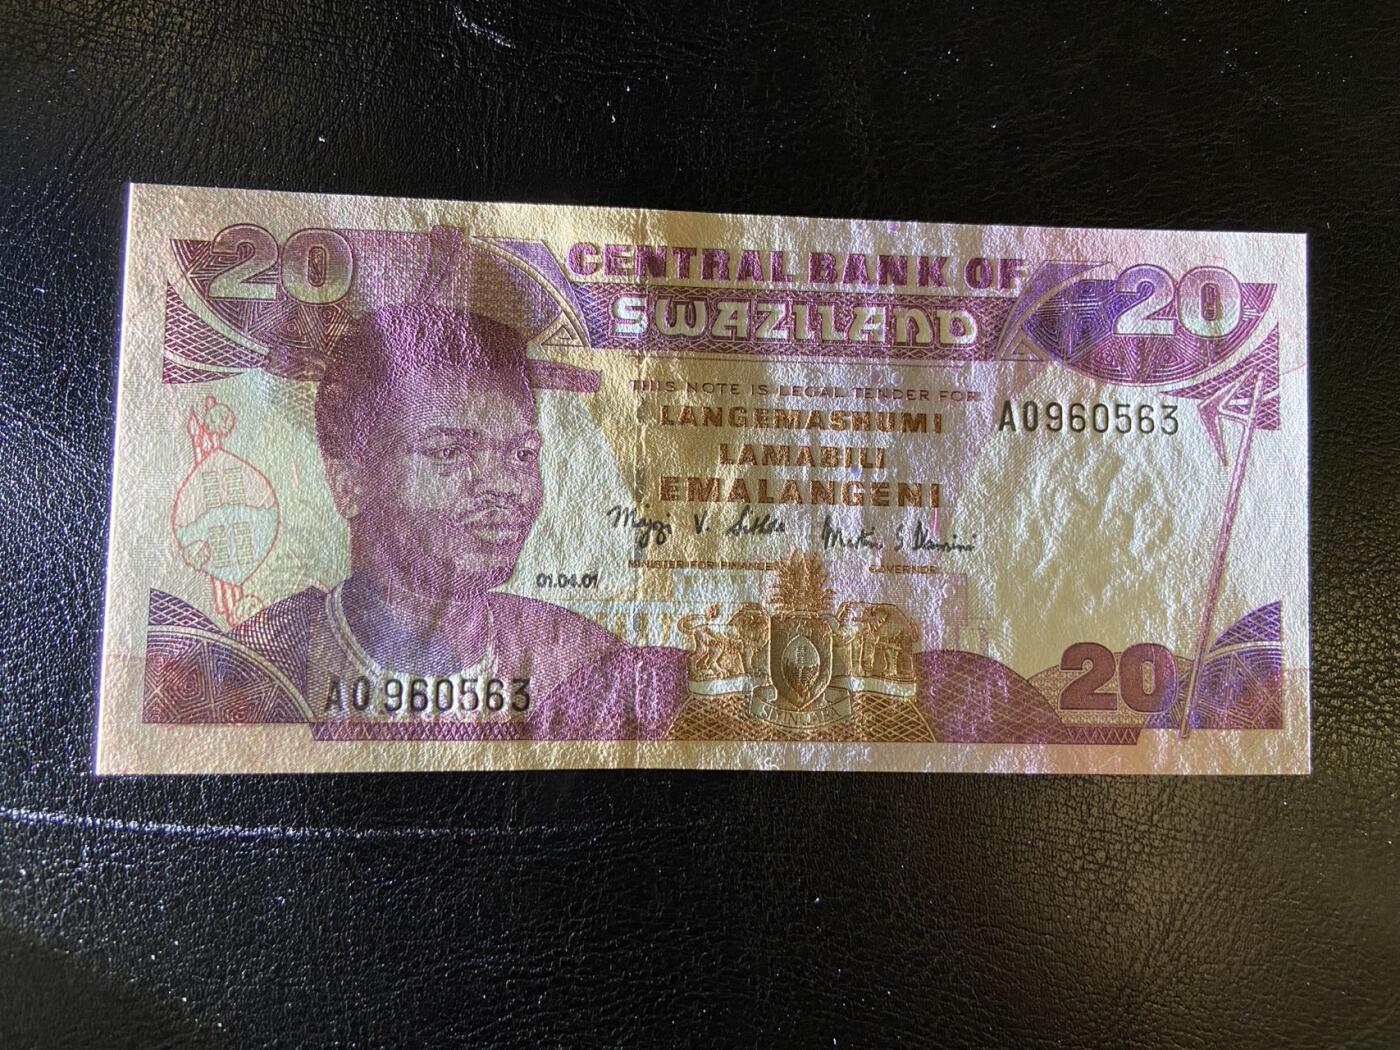 20
CENTRAL BANK OF
SWAZILAND
20
THIS NOTE IS LEGAL TENDER FOR
LANGEMASHUMI
LAMABILI
EMALANGENI
A0960563
MINISTER FOR FINANCE
GOVERNOR
01.04.01
A0960563
20